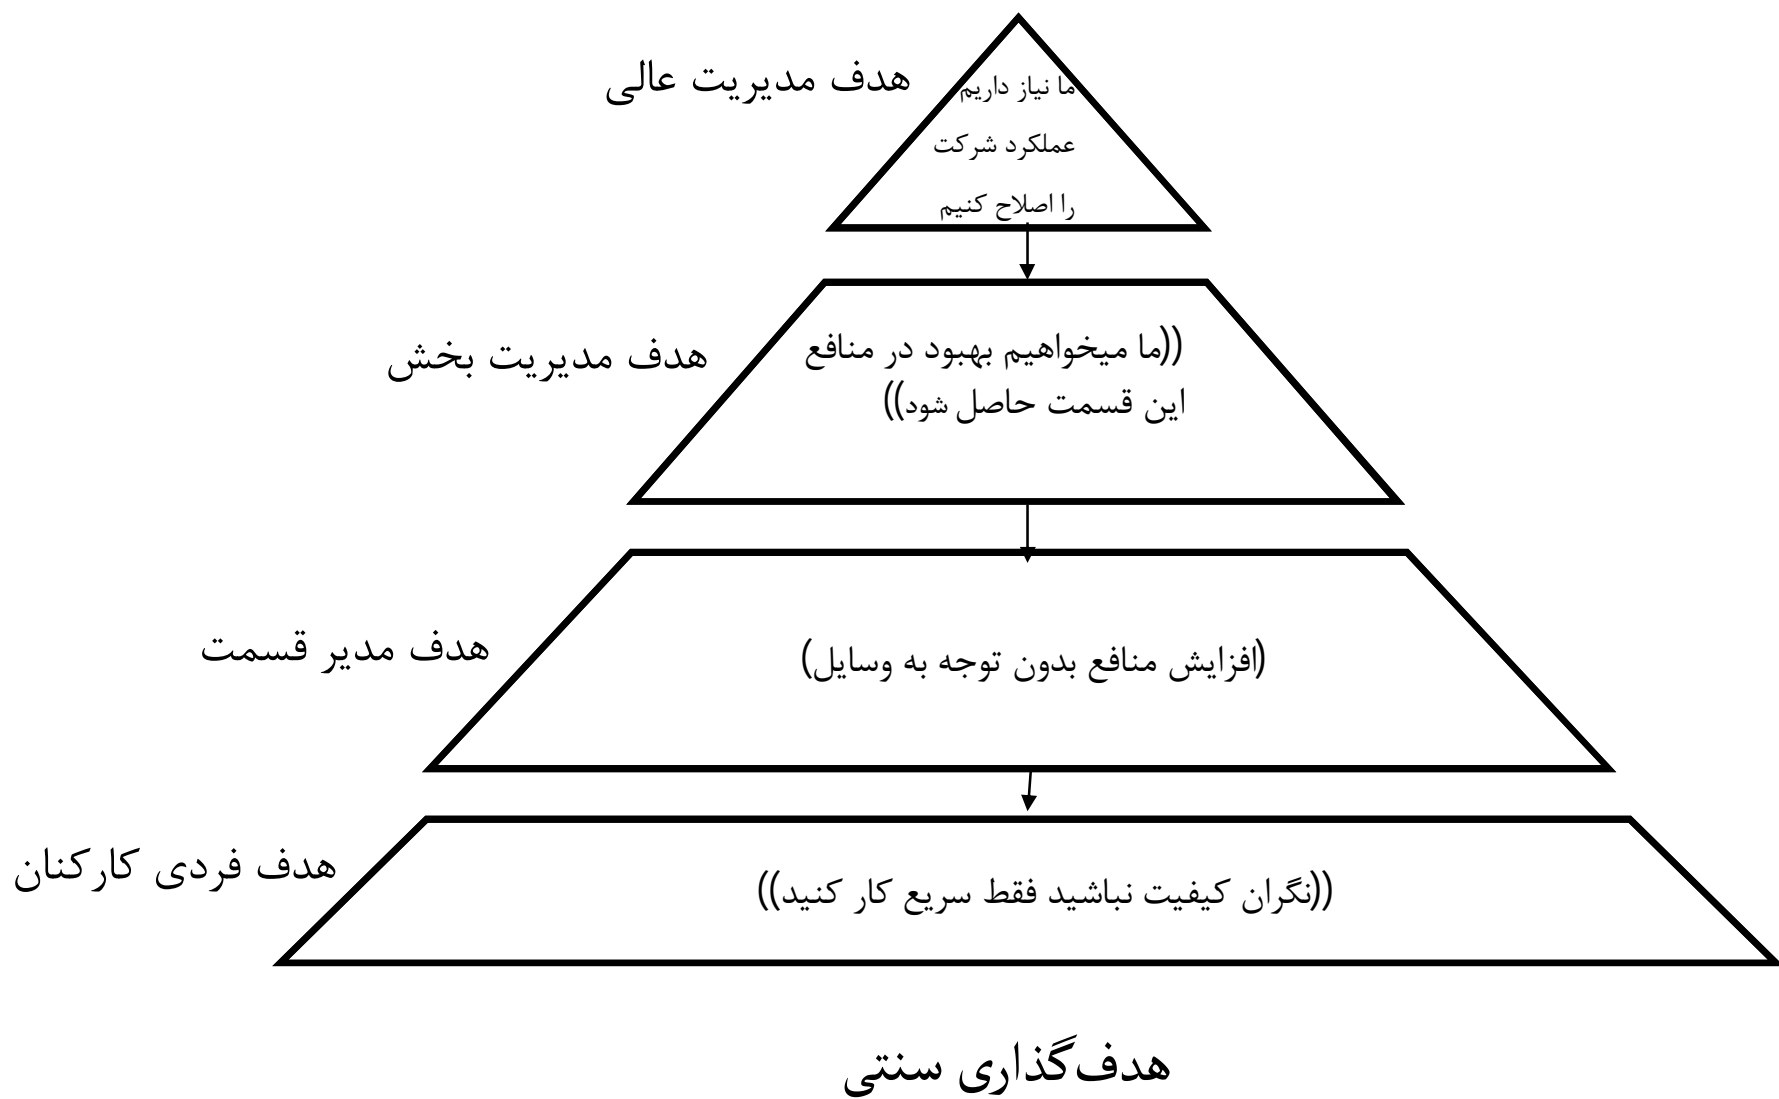 هدف مدیریت عالی
ما نیاز داریم
عملکرد شرکت
را اصلاح کنیم
هدف مدیریت بخش
((ما میخواهیم بهبود در منافع
این قسمت حاصل شود))
هدف مدیر قسمت
(افزایش منافع بدون توجه به وسایل)
هدف فردی کارکنان
((نگران کیفیت نباشید فقط سریع کار کنید))
هدف‌گذاری سنتی